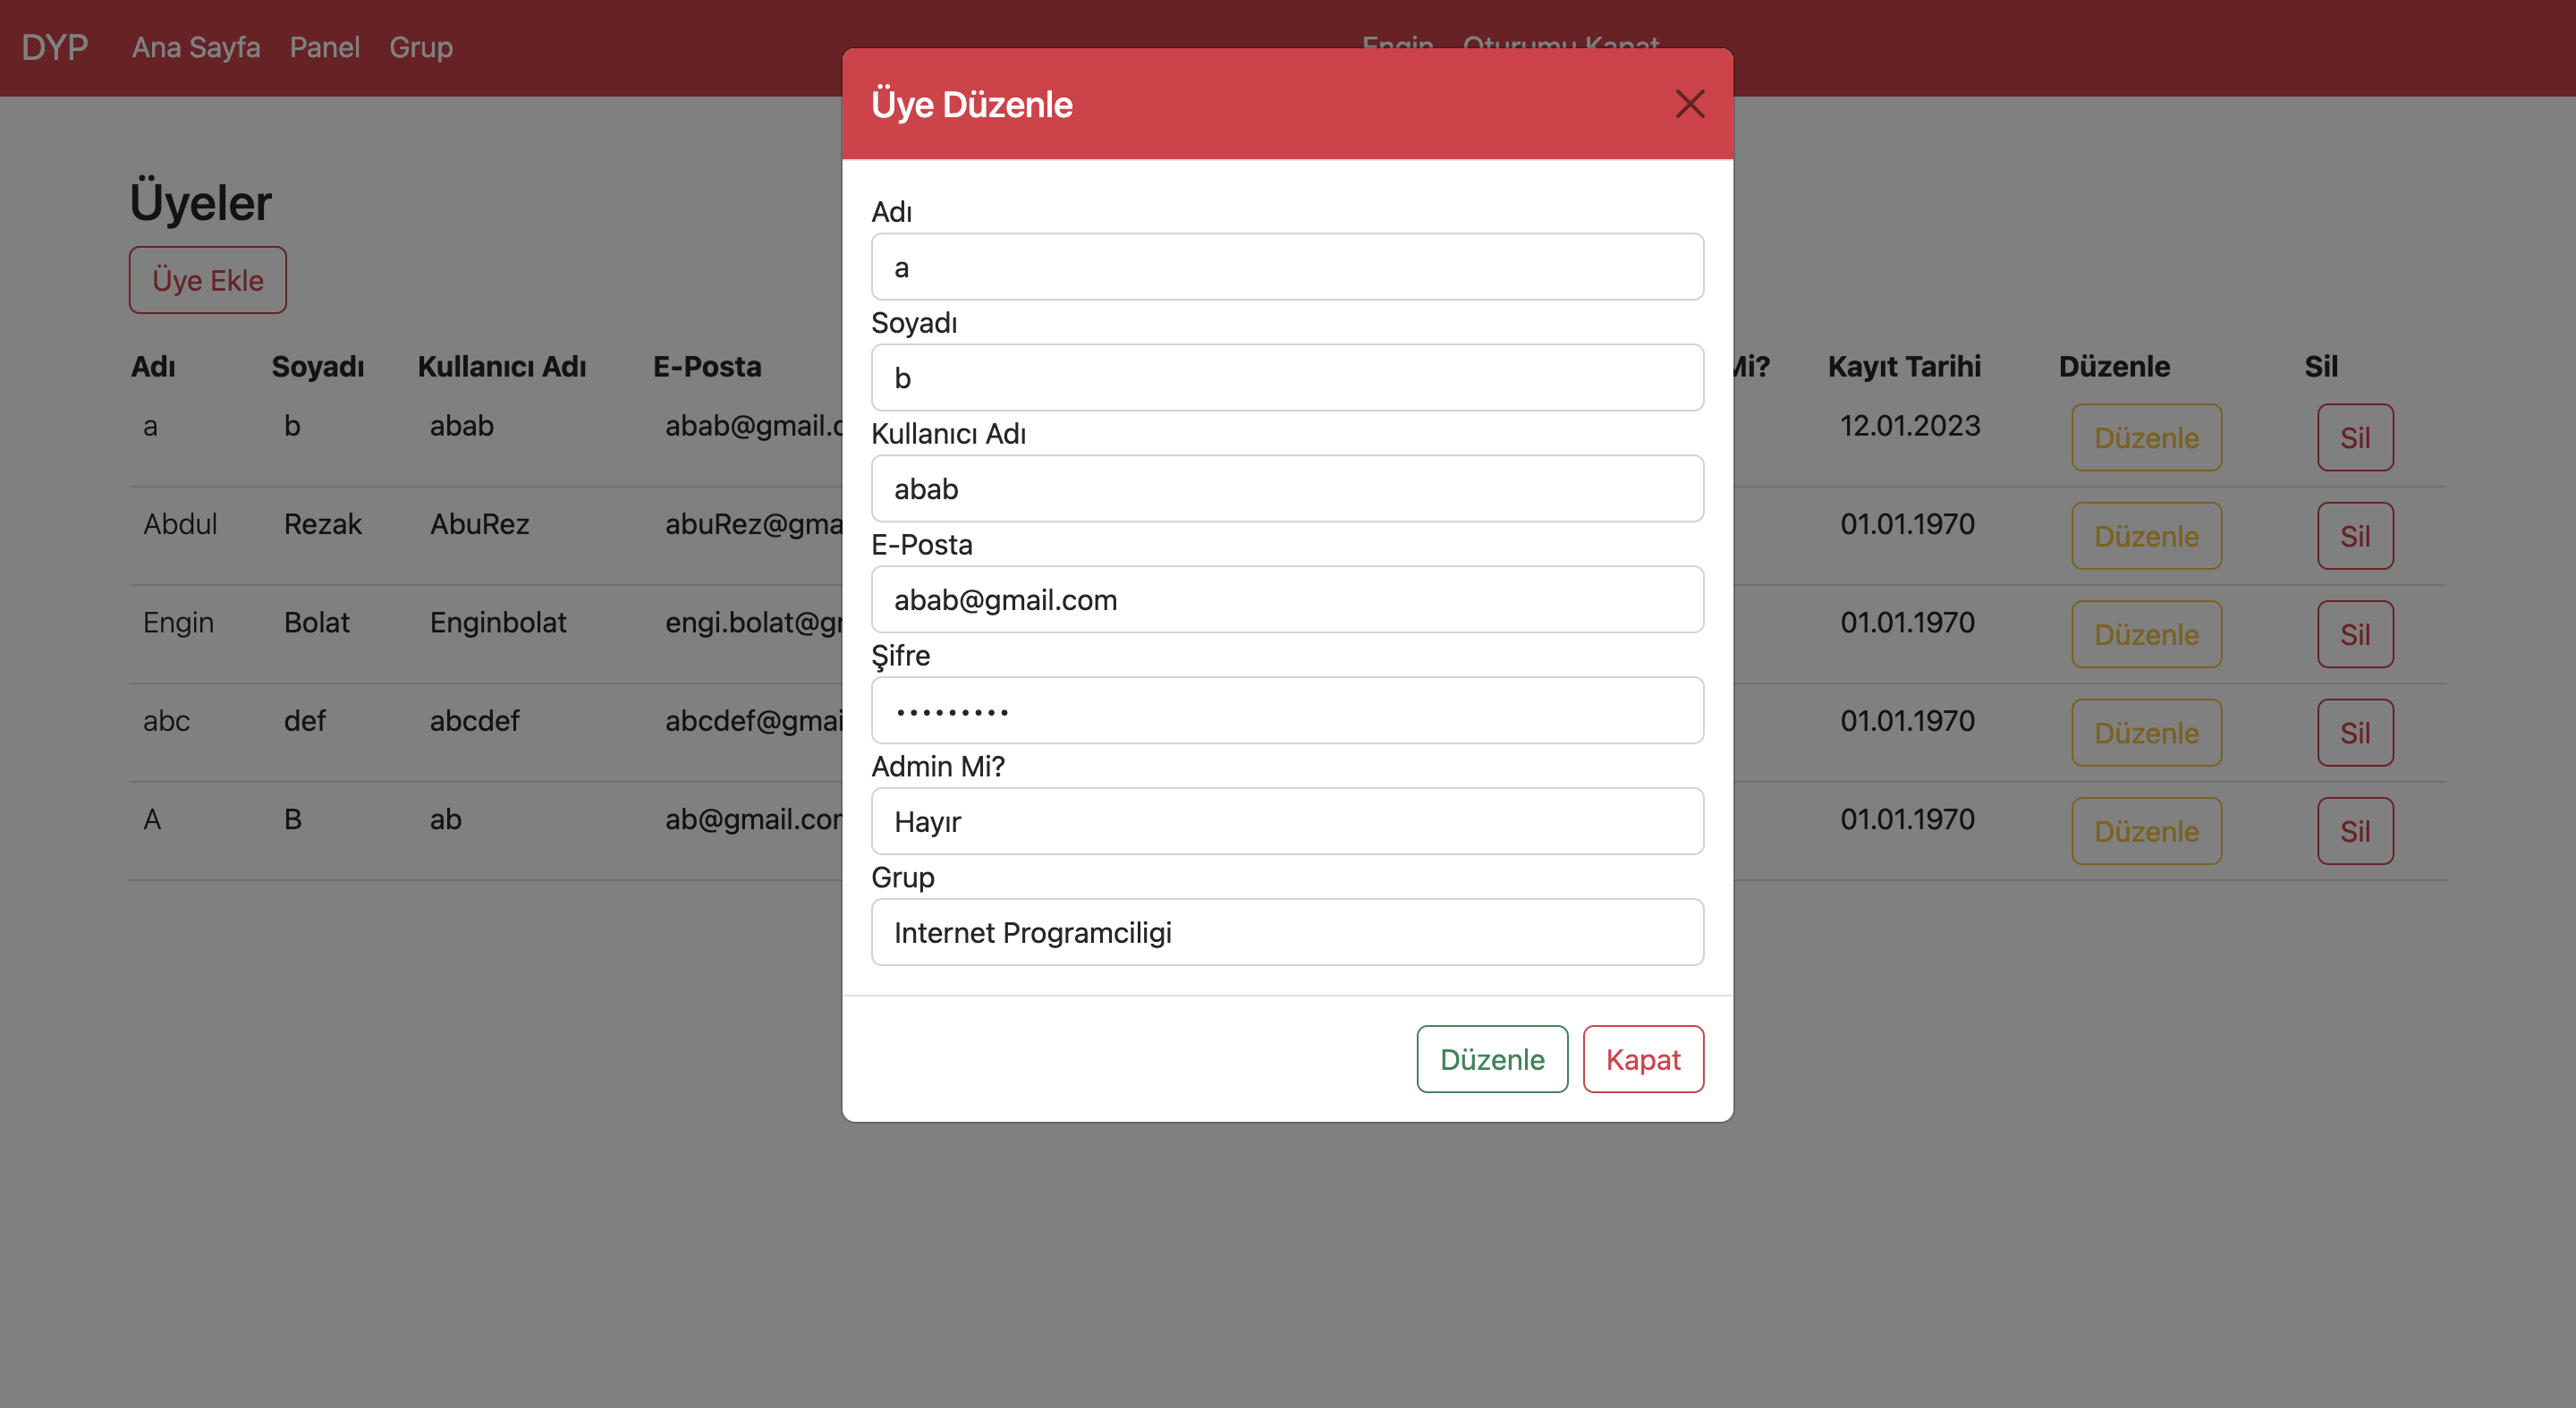 DYP Ana Sayfa Panel Grup Engin Oturumu Kapat
Üye Düzenle
Adı
a
Soyadı
b
Kullanıcı Adı
abab
E-Posta
abab@gmail.com
Şifre
•••••••••
Admin Mi?
Hayır
Grup
Internet Programciligi
Düzenle Kapat
Üyeler
Üye Ekle
Adı Soyadı Kullanıcı Adı E-Posta Mi? Kayıt Tarihi Düzenle Sil
a b abab abab@gmail.c 12.01.2023 Düzenle Sil
Abdul Rezak AbuRez abuRez@gma 01.01.1970 Düzenle Sil
Engin Bolat Enginbolat engi.bolat@g 01.01.1970 Düzenle Sil
abc def abcdef abcdef@gmai 01.01.1970 Düzenle Sil
A B ab ab@gmail.co 01.01.1970 Düzenle Sil